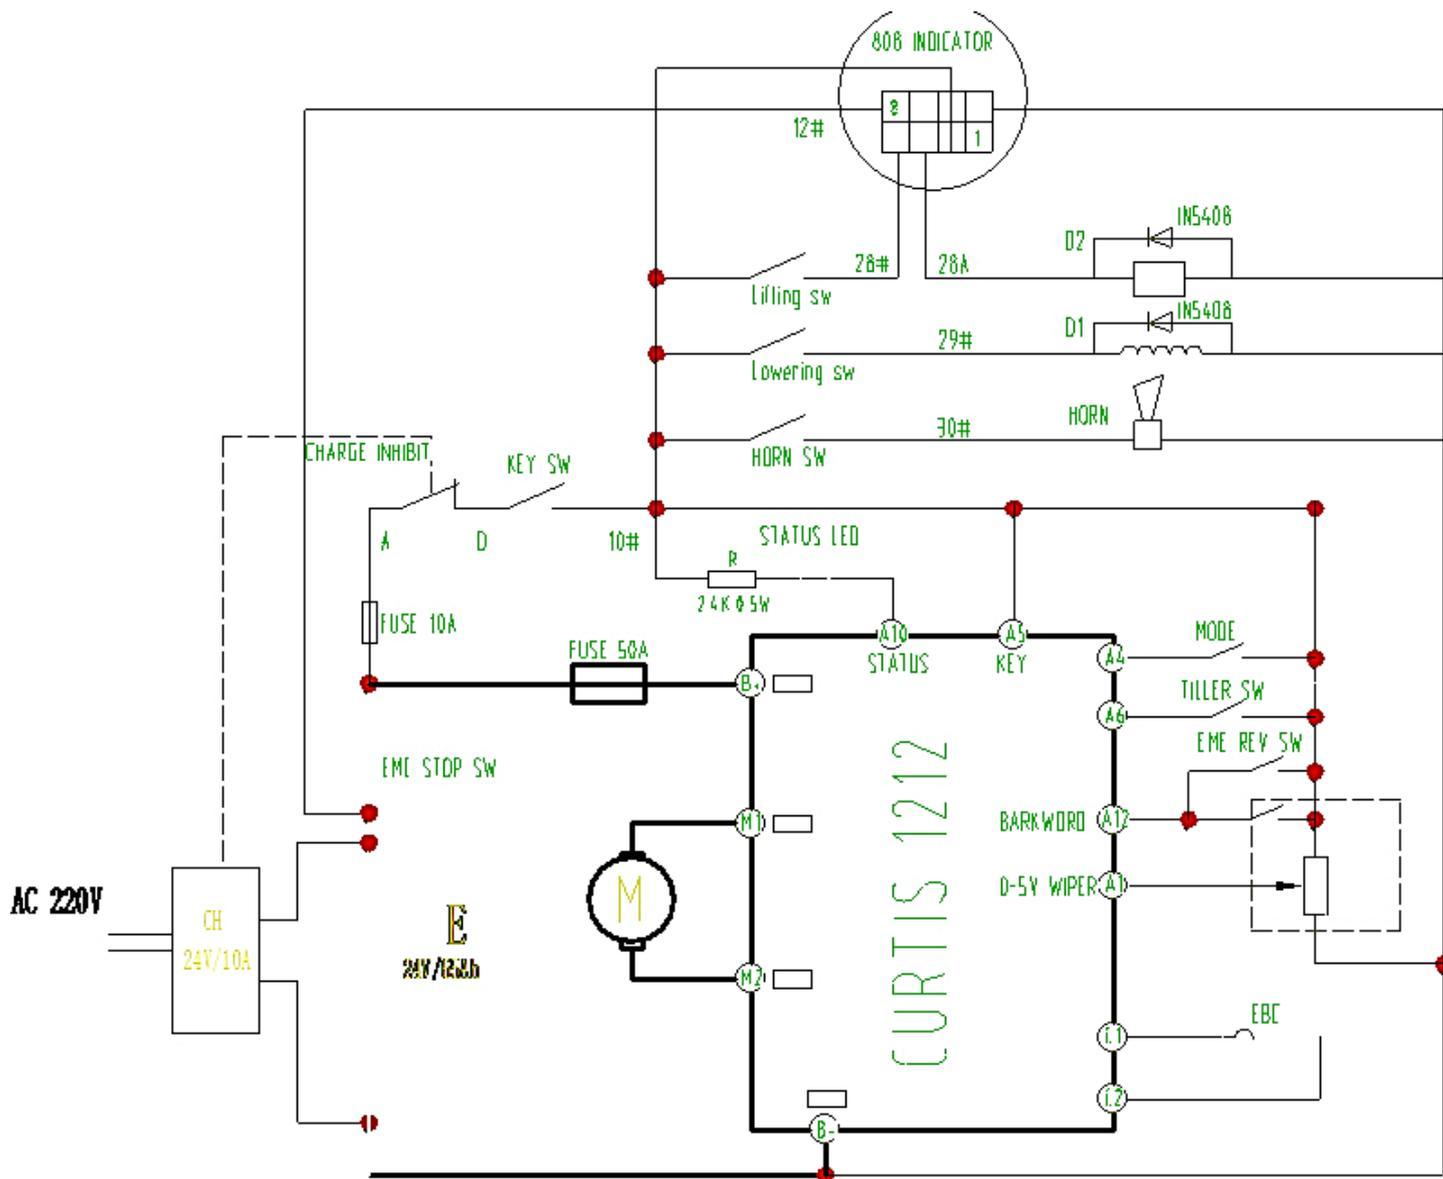 808 INDICATOR
8
12#
1
IN5408
D2
28#
28A
Lifling sw
IN5408
D1
29#
Lowering sw
HORN
30#
HORN SW
CHARGE INHIBIT
KEY SW
A
D
10#
STATUS LED
R
FUSE 10A
FUSE 50A
A10
A5
STATUS
KEY
MODE
A4
B+
TILLER SW
A6
EME REV SW
EME STOP SW
M1
BARKWORD
A12
D-5V WIPER
A1
AC 220V
CH
24V/10A
E
M
CURTIS 1212
M2
EBC
B-